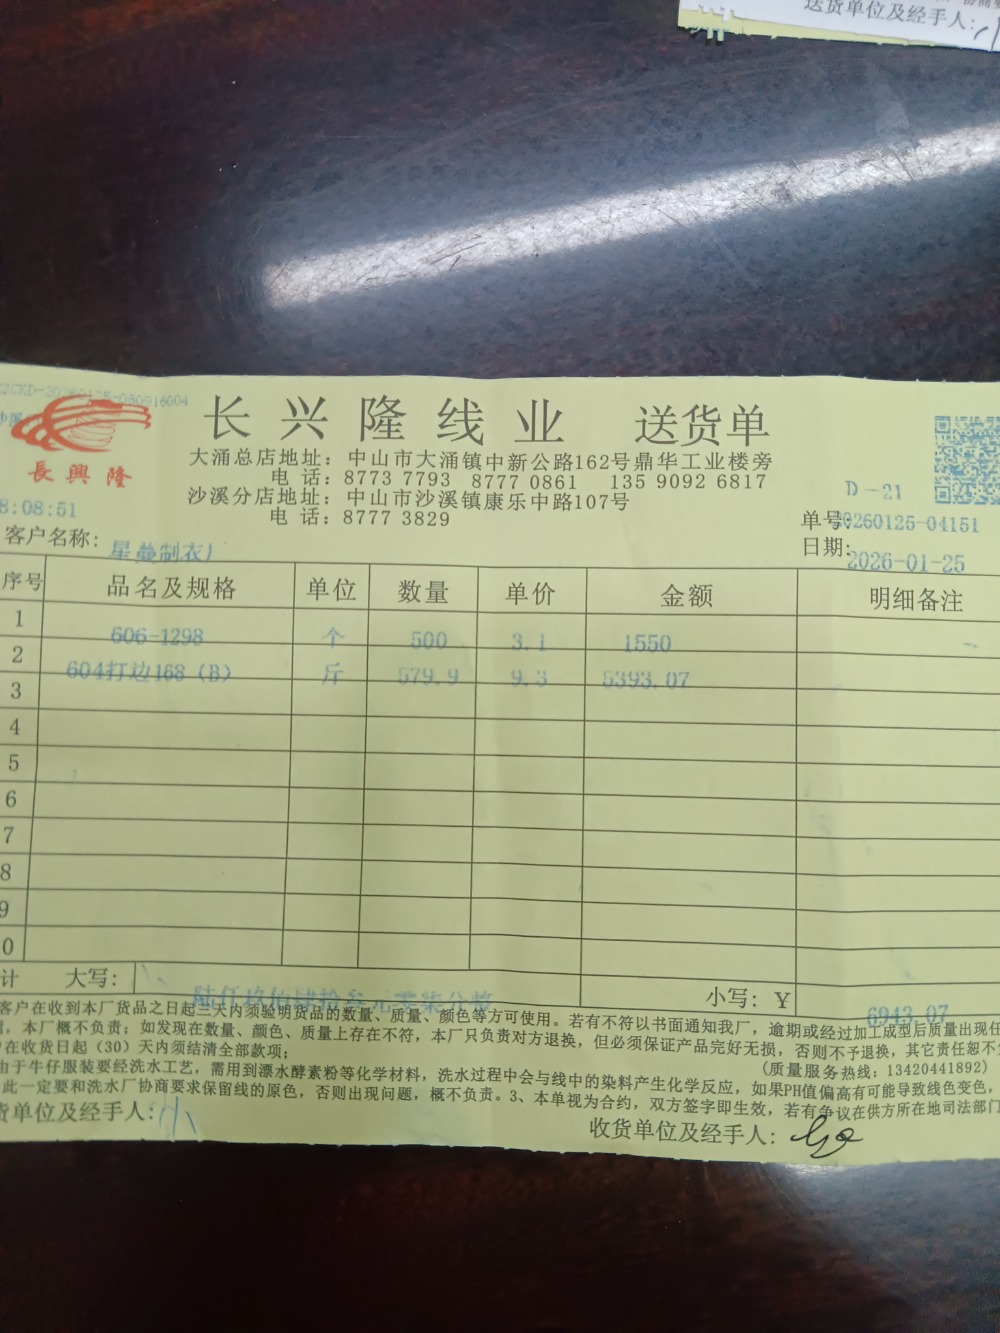 送货单位及经手人:
20260125-080916004
长兴隆线业 送货单
大涌总店地址：中山市大涌镇中新公路162号鼎华工业楼旁
电 话：8773 7793 8777 0861 135 9092 6817
沙溪分店地址：中山市沙溪镇康乐中路107号
电 话：8777 3829
長興隆
8:08:51
D-21
单号:20260125-04151
日期:2026-01-25
客户名称: 星曼制衣厂
序号 品名及规格 单位 数量 单价 金额 明细备注
1 606-1298 个 500 3.1 1550
2 604打边168（B） 斤 579.9 9.3 5393.07
3
4
5
6
7
8
9
0
计 大写: 陆仟玖佰肆拾叁元零柒分整 小写: ¥ 6943.07
客户在收到本厂货品之日起三天内须验明货品的数量、质量、颜色等方可使用。若有不符以书面通知我厂，逾期或经过加工成型后质量出现任
，本厂概不负责；如发现在数量、颜色、质量上存在不符，本厂只负责对方退换，但必须保证产品完好无损，否则不予退换，其它责任恕不
在收货日起（30）天内须结清全部款项；
（质量服务热线：13420441892）
由于牛仔服装要经洗水工艺，需用到漂水酵素粉等化学材料，洗水过程中会与线中的染料产生化学反应，如果PH值偏高有可能导致线色变色，
此一定要和洗水厂协商要求保留线的原色，否则出现问题，概不负责。3、本单视为合约，双方签字即生效，若有争议在供方所在地司法部门
货单位及经手人:
收货单位及经手人: